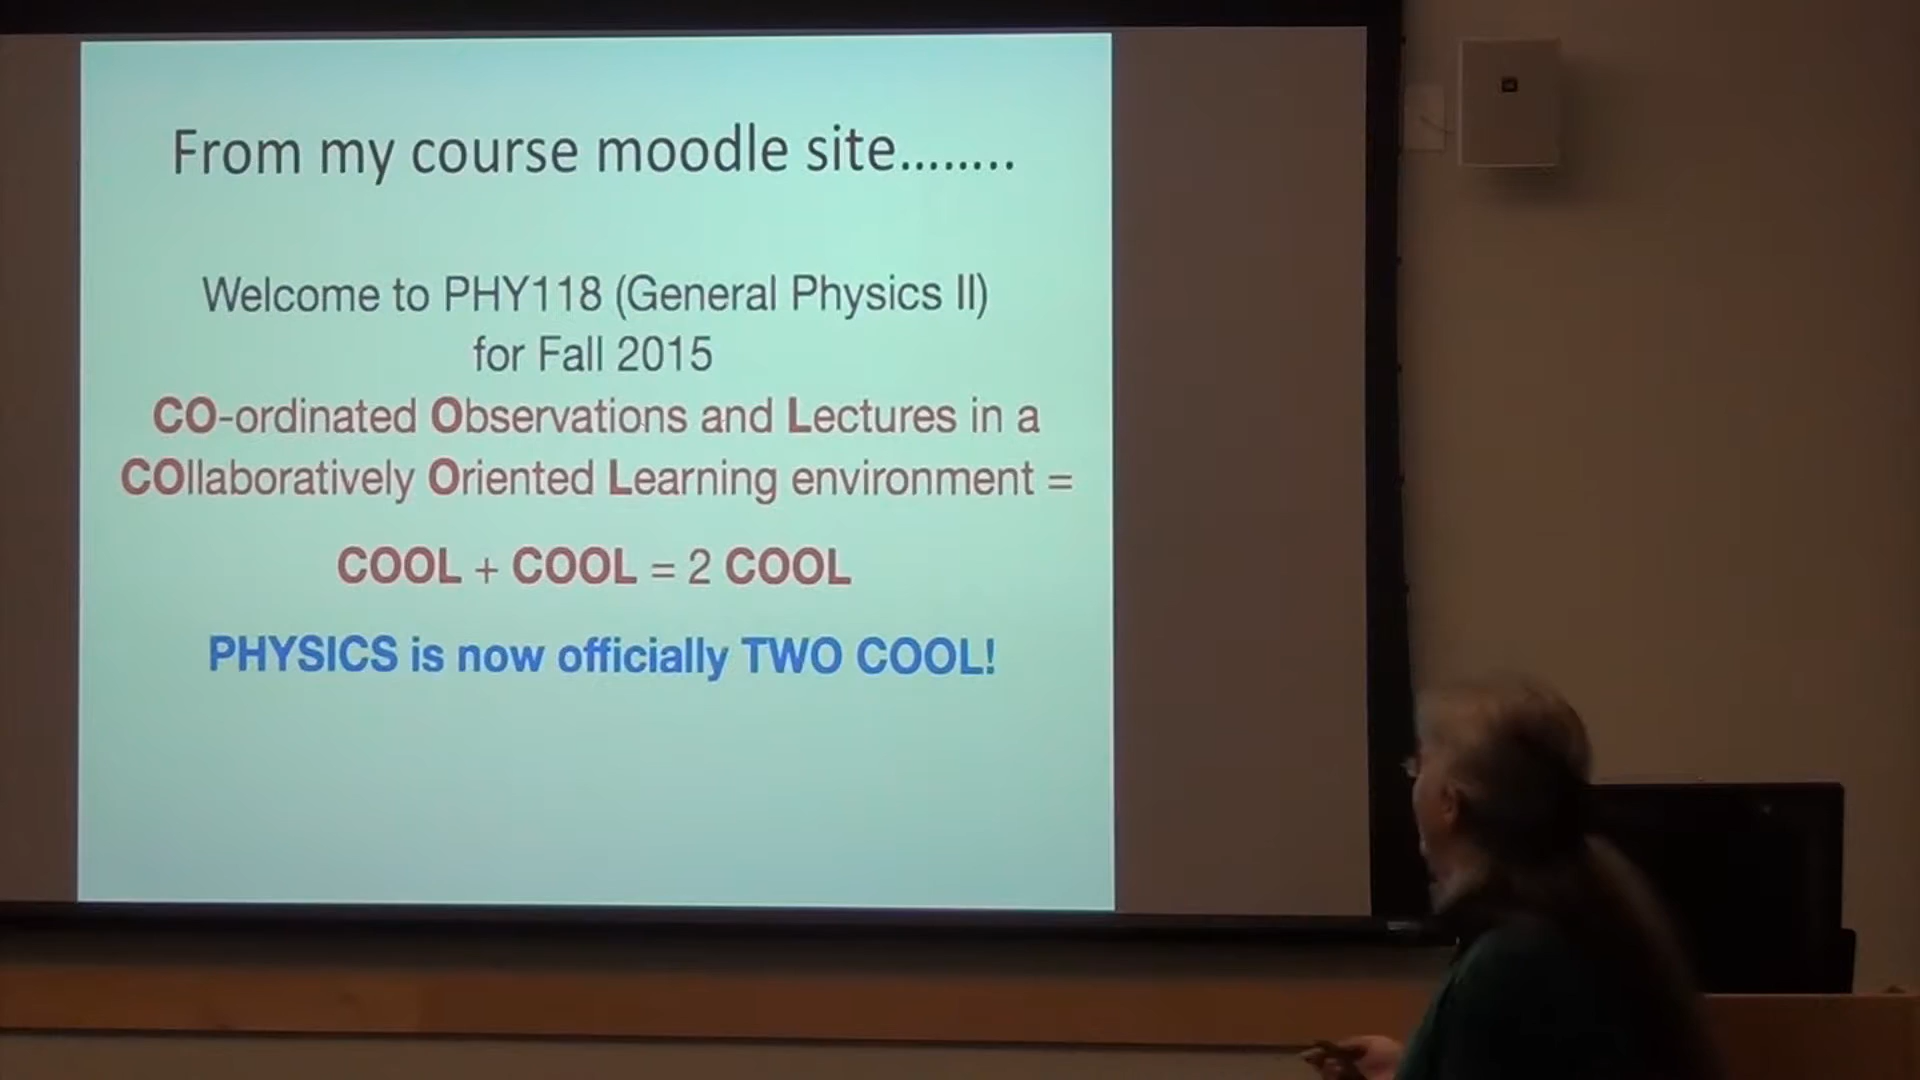 From my course moodle site........
Welcome to PHY118 (General Physics II)
for Fall 2015
CO-ordinated Observations and Lectures in a
COllaboratively Oriented Learning environment =
COOL + COOL = 2 COOL
PHYSICS is now officially TWO COOL!